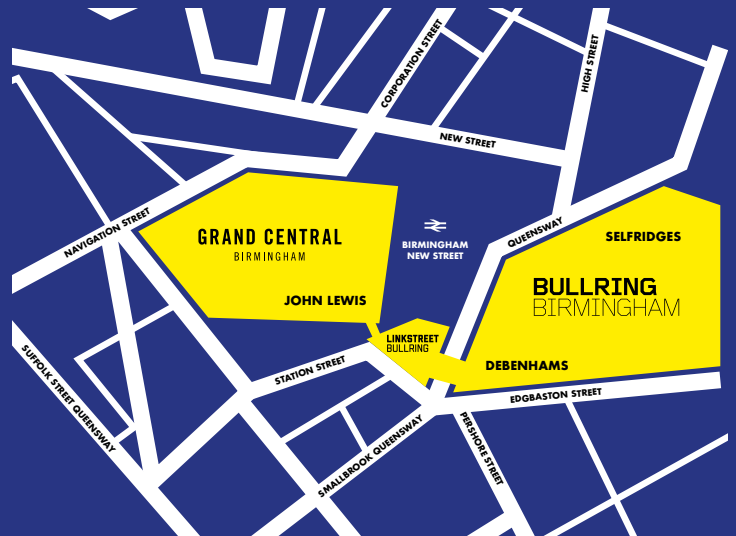 CORPORATION STREET
HIGH STREET
NEW STREET
NAVIGATION STREET
GRAND CENTRAL
BIRMINGHAM
BIRMINGHAM
NEW STREET
QUEENSWAY
SELFRIDGES
BULLRING
BIRMINGHAM
JOHN LEWIS
LINKSTREET
BULLRING
DEBENHAMS
STATION STREET
SUFFOLK STREET QUEENSWAY
EDGBASTON STREET
SMALLBROOK QUEENSWAY
PERSHORE STREET